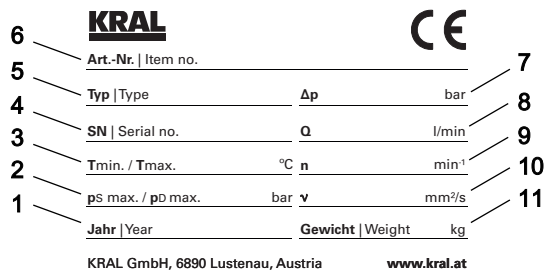 KRAL CE
6 Art.-Nr. | Item no.
5 Typ | Type Δp bar 7
4 SN | Serial no. Q l/min 8
3 Tmin. / Tmax. °C n min⁻¹ 9
2 pS max. / pD max. bar ν mm²/s 10
1 Jahr | Year Gewicht | Weight kg 11
KRAL GmbH, 6890 Lustenau, Austria www.kral.at